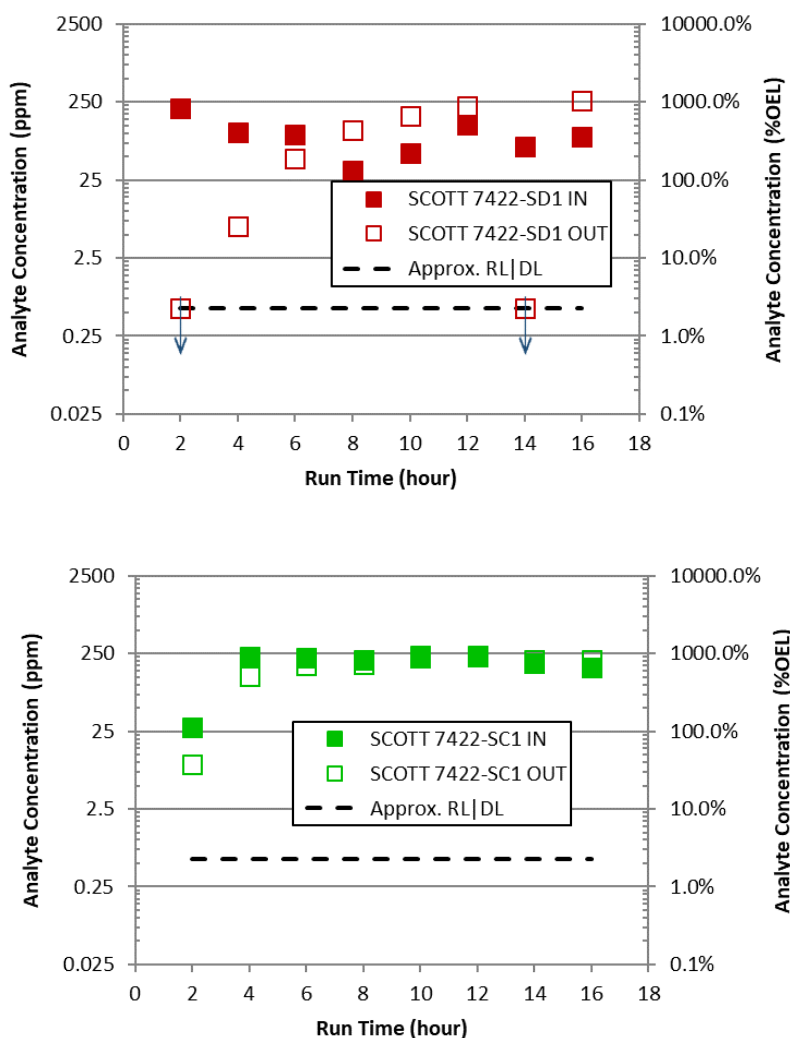 2500
250
25
2.5
0.25
0.025
Analyte Concentration (ppm)
10000.0%
1000.0%
100.0%
10.0%
1.0%
0.1%
Analyte Concentration (%OEL)
SCOTT 7422-SD1 IN
SCOTT 7422-SD1 OUT
Approx. RL|DL
0 2 4 6 8 10 12 14 16 18
Run Time (hour)
2500
250
25
2.5
0.25
0.025
Analyte Concentration (ppm)
10000.0%
1000.0%
100.0%
10.0%
1.0%
0.1%
Analyte Concentration (%OEL)
SCOTT 7422-SC1 IN
SCOTT 7422-SC1 OUT
Approx. RL|DL
0 2 4 6 8 10 12 14 16 18
Run Time (hour)